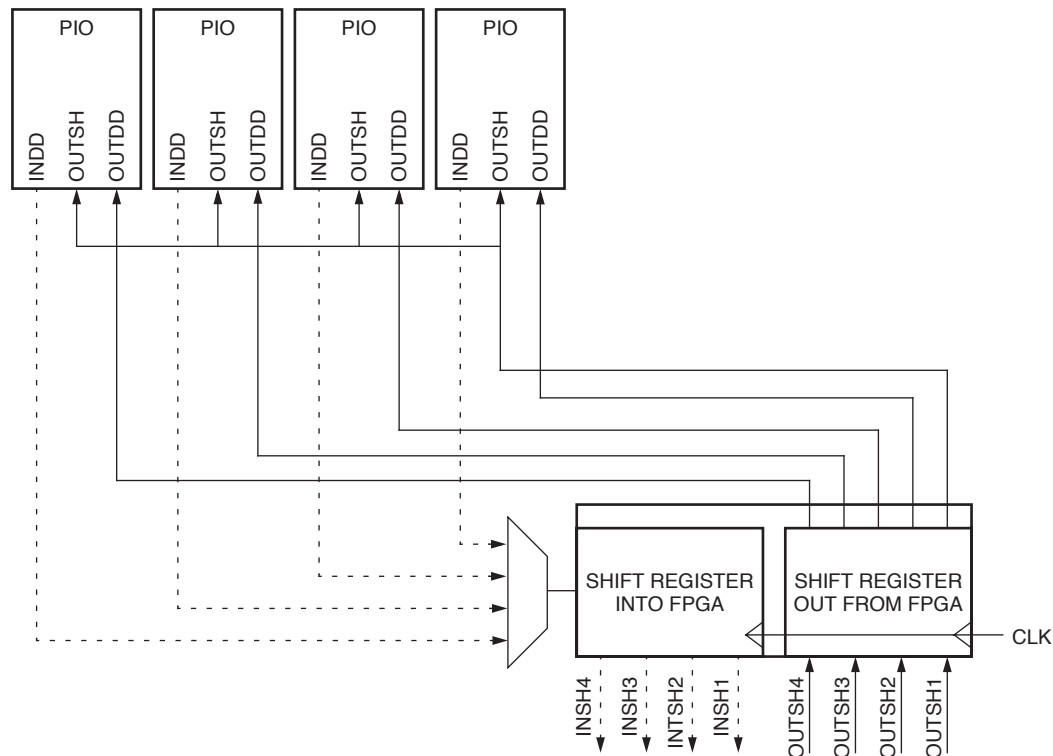 PIO
PIO
PIO
PIO
INDD
OUTSH
OUTDD
INDD
OUTSH
OUTDD
INDD
OUTSH
OUTDD
INDD
OUTSH
OUTDD
SHIFT REGISTER
INTO FPGA
SHIFT REGISTER
OUT FROM FPGA
CLK
INSH4
INSH3
INTSH2
INSH1
OUTSH4
OUTSH3
OUTSH2
OUTSH1